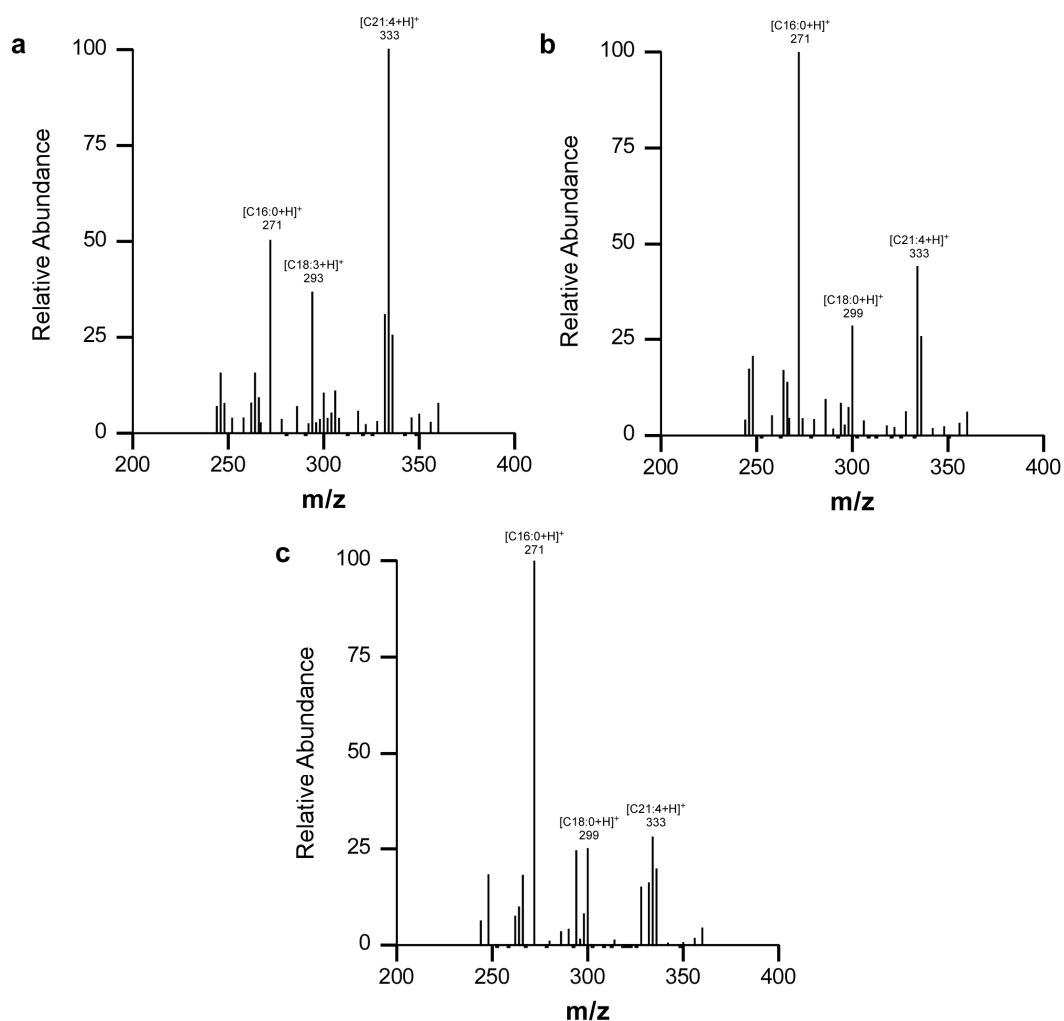 a
[C21:4+H]+
333
100
75
50
25
0
Relative Abundance
[C16:0+H]+
271
[C18:3+H]+
293
200
250
300
350
400
m/z
b
[C16:0+H]+
271
100
75
50
25
0
Relative Abundance
[C21:4+H]+
333
[C18:0+H]+
299
200
250
300
350
400
m/z
c
[C16:0+H]+
271
100
75
50
25
0
Relative Abundance
[C21:4+H]+
333
[C18:0+H]+
299
200
250
300
350
400
m/z